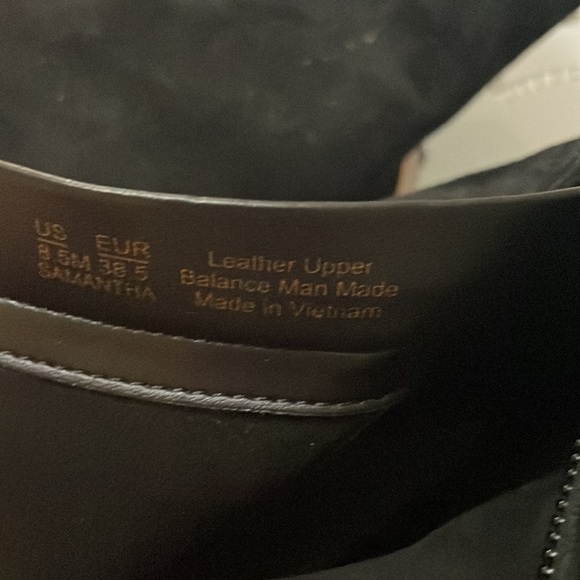 US EUR
8.5M 38.5
SAMANTHA
Leather Upper
Balance Man Made
Made in Vietnam